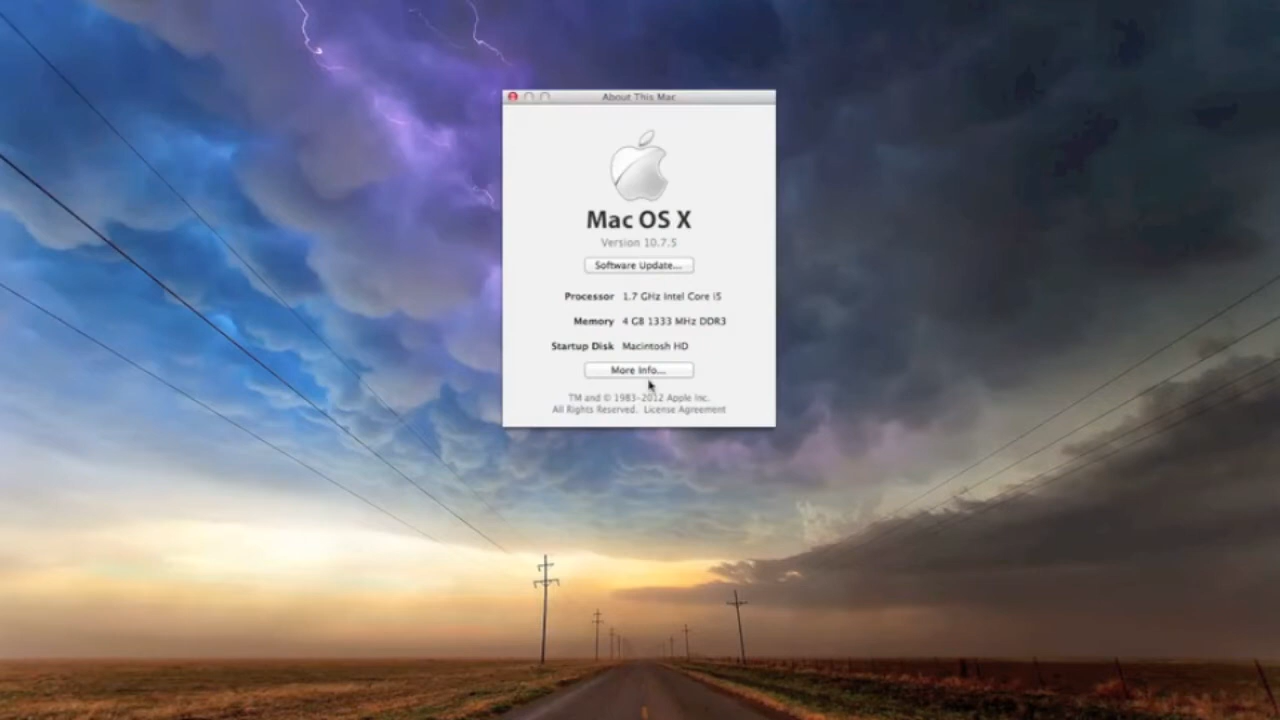 About This Mac
Mac OS X
Version 10.7.5
Software Update...
Processor 1.7 GHz Intel Core i5
Memory 4 GB 1333 MHz DDR3
Startup Disk Macintosh HD
More Info...
TM and © 1983-2012 Apple Inc.
All Rights Reserved. License Agreement